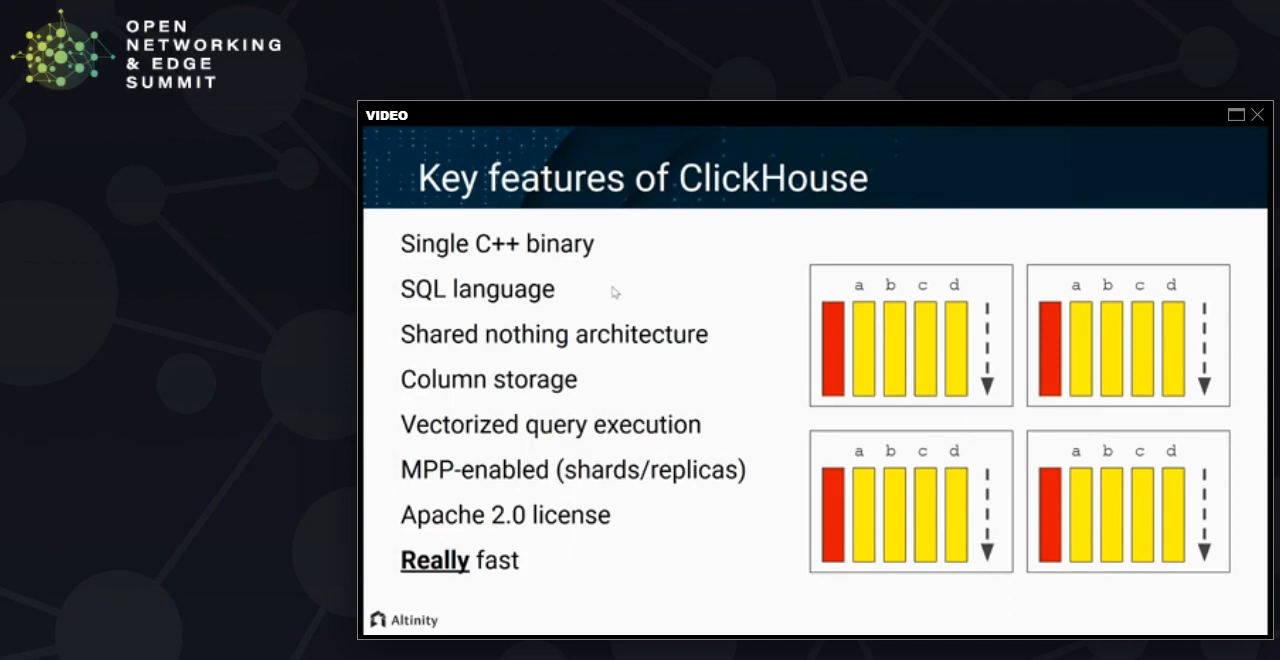 OPEN
NETWORKING
& EDGE
SUMMIT
VIDEO
Key features of ClickHouse
Single C++ binary
SQL language
Shared nothing architecture
Column storage
Vectorized query execution
MPP-enabled (shards/replicas)
Apache 2.0 license
Really fast
a b c d
a b c d
a b c d
a b c d
Altinity